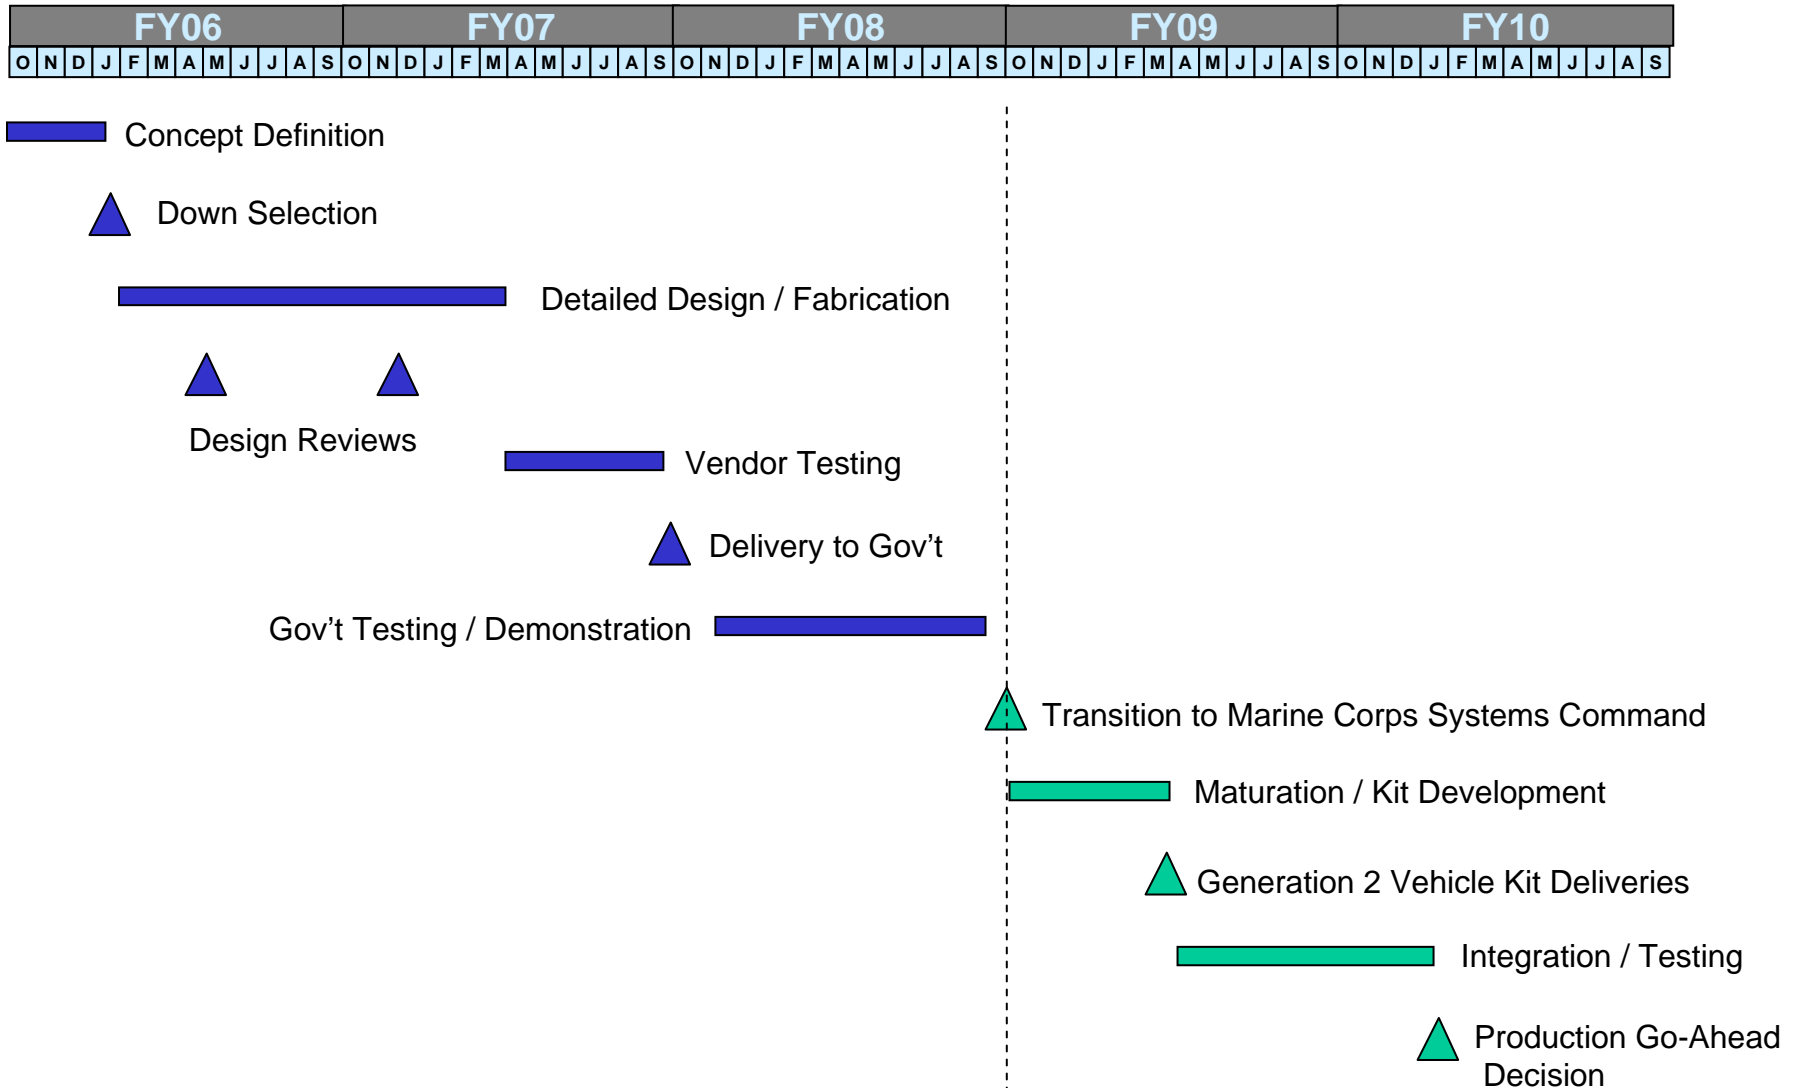 FY06 FY07 FY08 FY09 FY10
O N D J F M A M J J A S O N D J F M A M J J A S O N D J F M A M J J A S O N D J F M A M J J A S O N D J F M A M J J A S
Concept Definition
Down Selection
Detailed Design / Fabrication
Design Reviews
Vendor Testing
Delivery to Gov’t
Gov’t Testing / Demonstration
Transition to Marine Corps Systems Command
Maturation / Kit Development
Generation 2 Vehicle Kit Deliveries
Integration / Testing
Production Go-Ahead
Decision